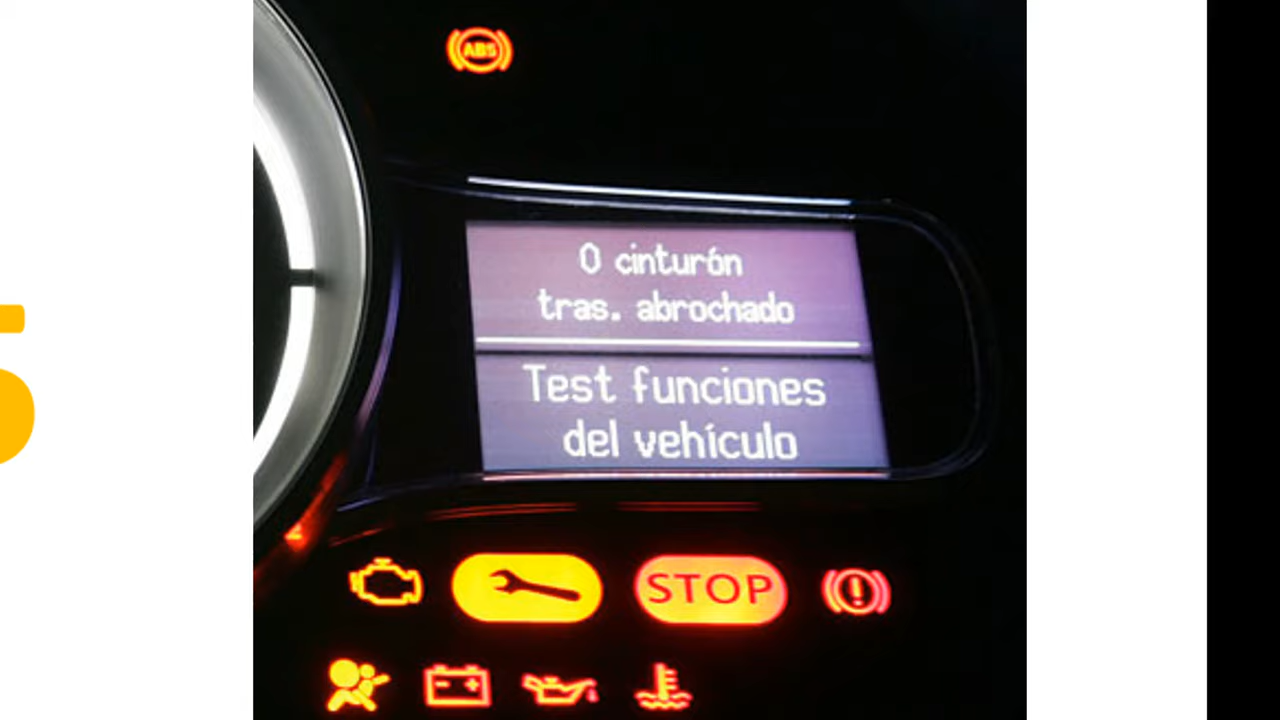 ABS
0 cinturón
tras. abrochado
Test funciones
del vehículo
STOP